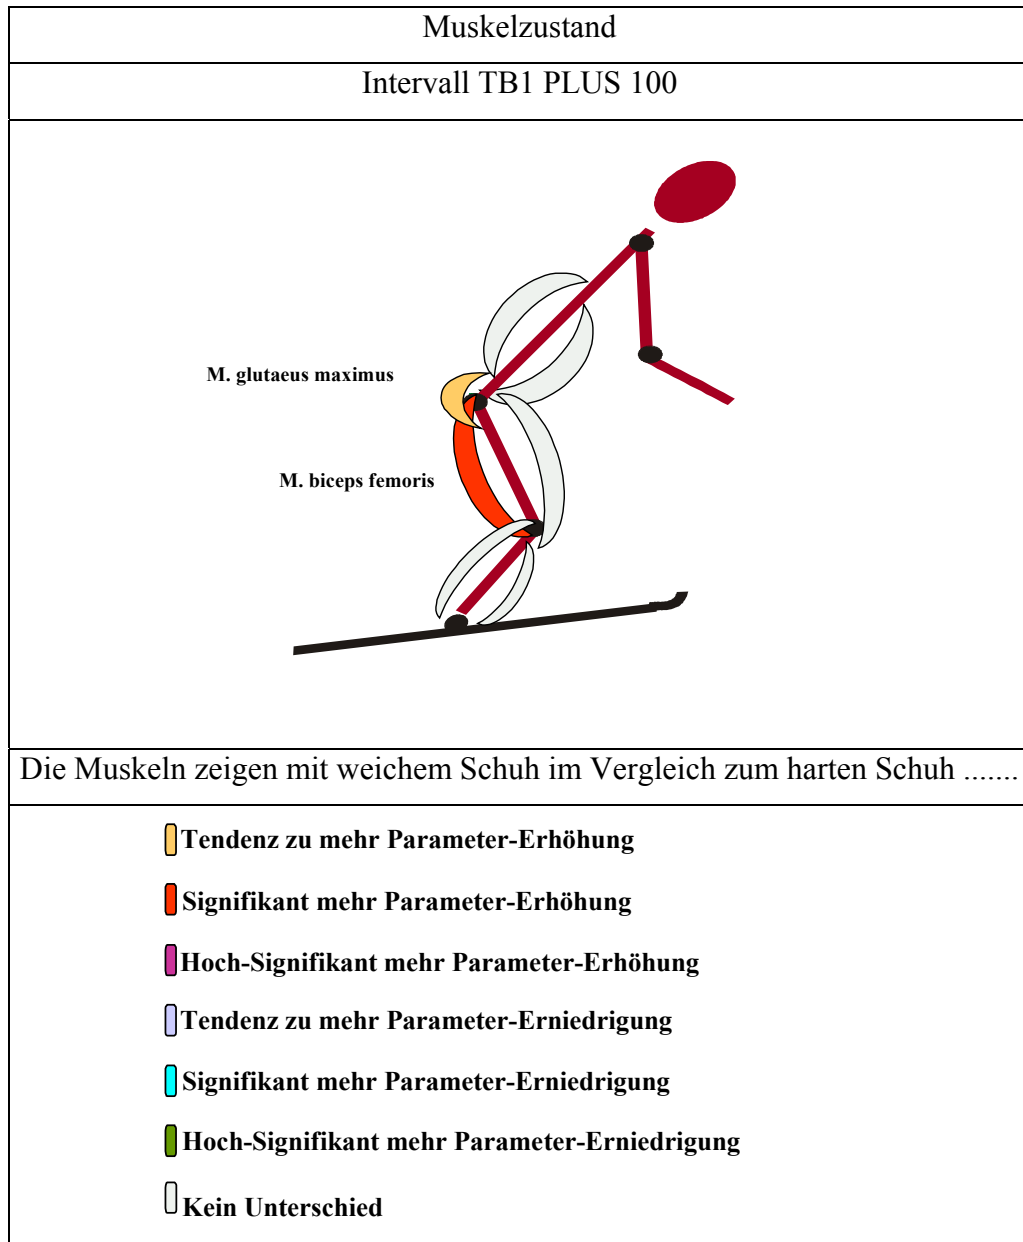 Muskelzustand
Intervall TB1 PLUS 100
M. glutaeus maximus
M. biceps femoris
Die Muskeln zeigen mit weichem Schuh im Vergleich zum harten Schuh .......
Tendenz zu mehr Parameter-Erhöhung
Signifikant mehr Parameter-Erhöhung
Hoch-Signifikant mehr Parameter-Erhöhung
Tendenz zu mehr Parameter-Erniedrigung
Signifikant mehr Parameter-Erniedrigung
Hoch-Signifikant mehr Parameter-Erniedrigung
Kein Unterschied